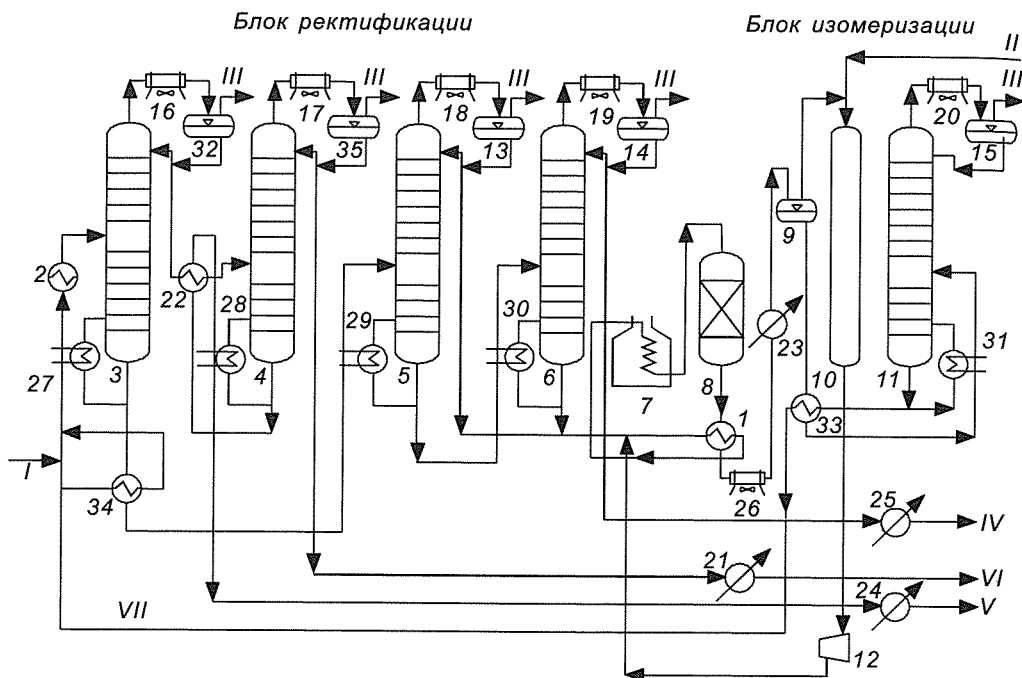 Блок ректификации
Блок изомеризации
II
III III III III III
16 17 18 19 20
32 35 13 14 15
9
2 22 28 29 30 23 31
27 3 4 5 6 7 8 10 11
1 33
I 34 26 25 IV
21 VI
24 V
VII
12